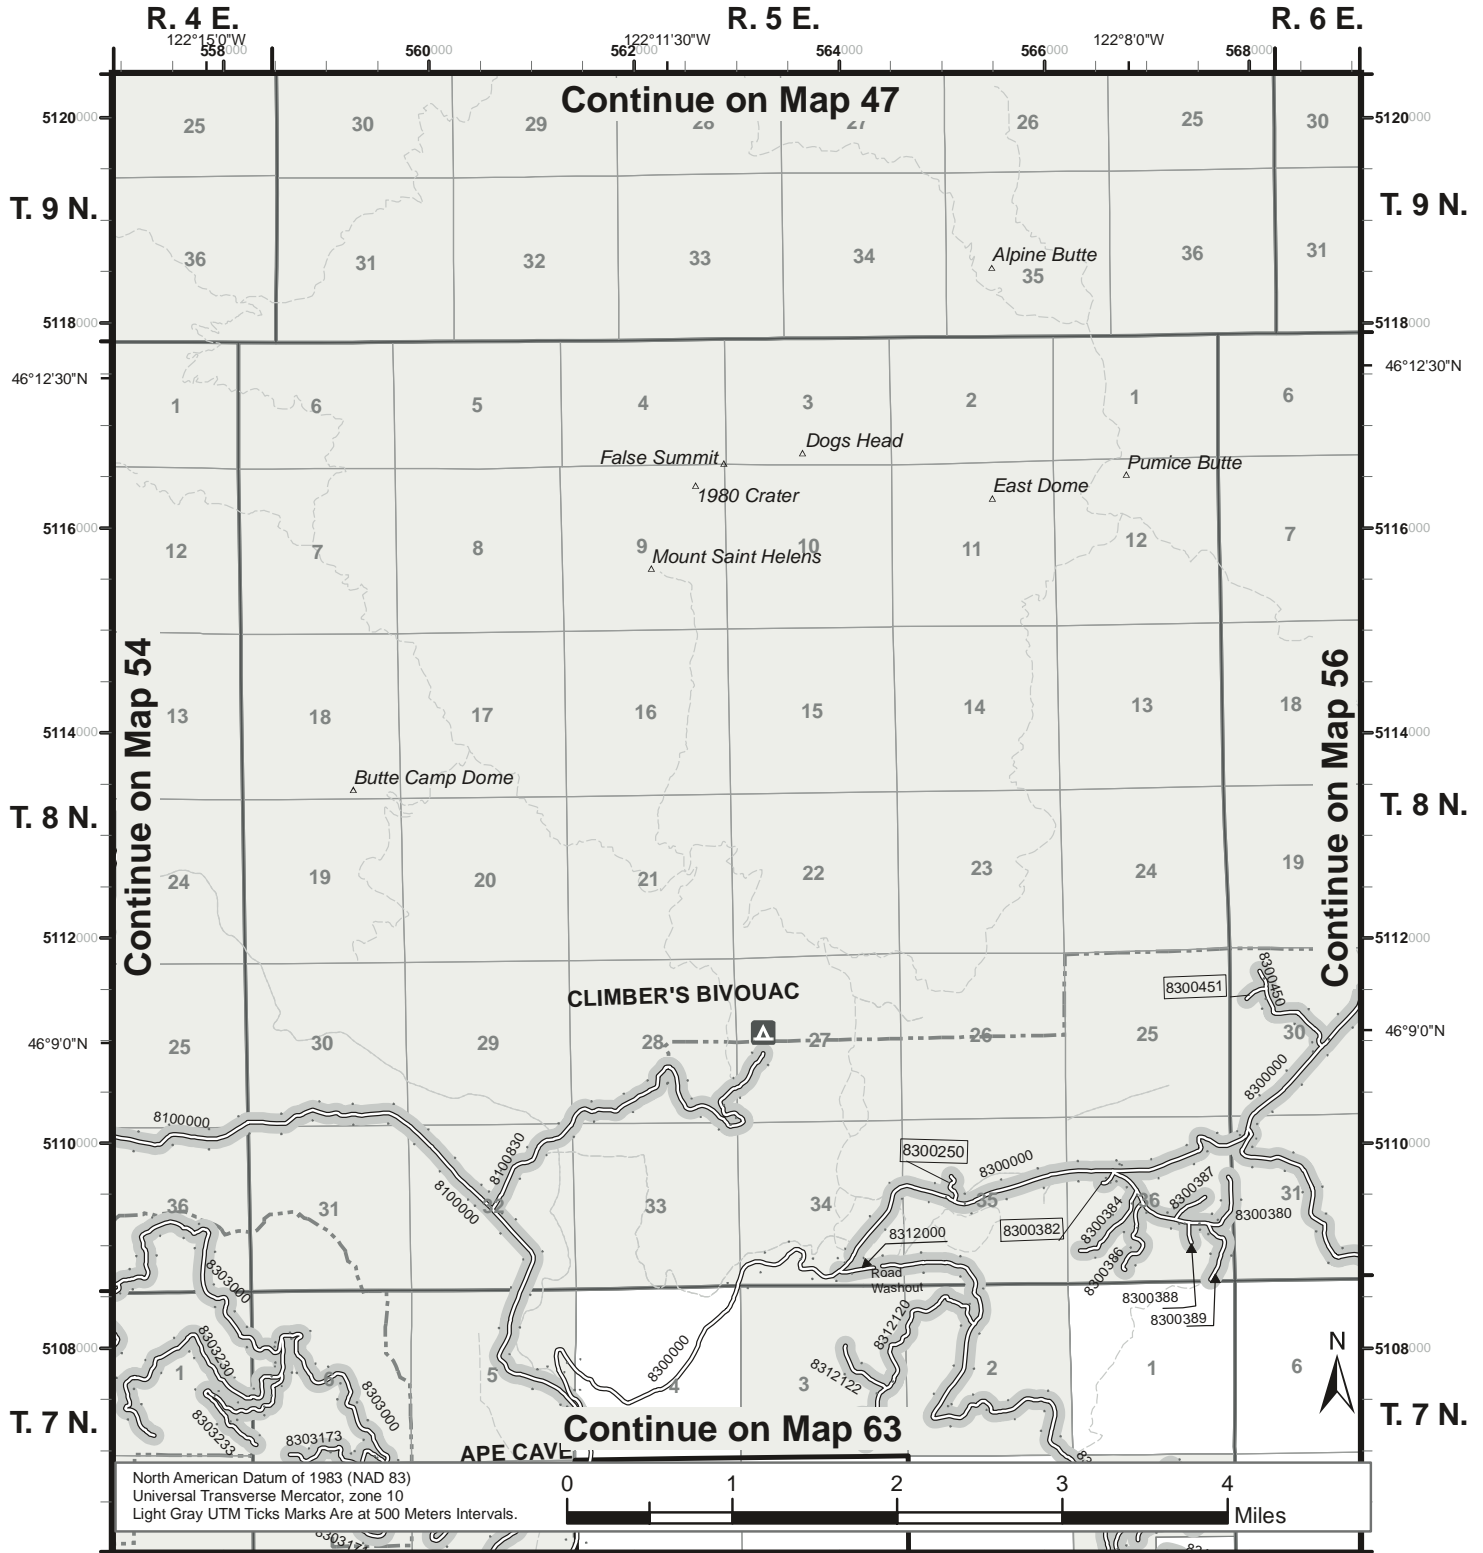 R. 4 E. R. 5 E. R. 6 E.
122°15'0"W 122°11'30"W 122°8'0"W
558000 560000 562000 564000 566000 568000
Continue on Map 47
5120000 25 30 29 28 27 26 25 30 5120000
T. 9 N. T. 9 N.
36 31 32 33 34 Alpine Butte 35 36 31
5118000 5118000
46°12'30"N 46°12'30"N
1 6 5 4 3 2 1 6
Dogs Head
False Summit
Pumice Butte
1980 Crater
East Dome
5116000 5116000
12 7 8 9 10 11 12 7
Mount Saint Helens
Continue on Map 54
Continue on Map 56
13 18 17 16 15 14 13 18
5114000 5114000
Butte Camp Dome
T. 8 N. T. 8 N.
24 19 20 21 22 23 24 19
5112000 5112000
CLIMBER'S BIVOUAC
8300451
8300450
46°9'0"N 46°9'0"N
25 30 29 28 27 26 25 30
8300000
8100000
5110000 5110000
8100830
8300250
8300000
8100000
36 31 32 33 34 35 36 31
8300387
8300384
8300382
8300380
8312000
8300386
Road
Washout
8303000
8300388
8300389
8312120
N
5108000 5108000
8303230
8300000
8312122
1 6 5 4 3 2 1 6
8303000
8303233
T. 7 N. T. 7 N.
8303173
Continue on Map 63
APE CAVE
North American Datum of 1983 (NAD 83)
Universal Transverse Mercator, zone 10
Light Gray UTM Ticks Marks Are at 500 Meters Intervals.
0 1 2 3 4
Miles